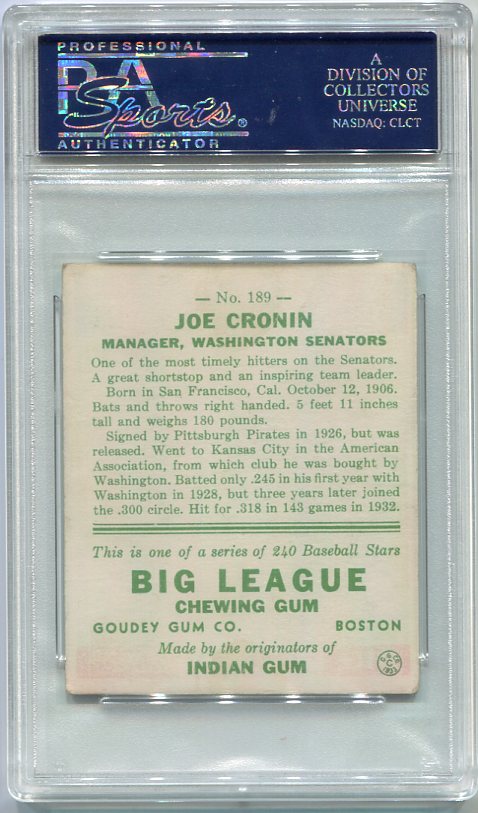 PROFESSIONAL
PSA
Sports®
AUTHENTICATOR
A
DIVISION OF
COLLECTORS
UNIVERSE
NASDAQ: CLCT
— No. 189 —
JOE CRONIN
MANAGER, WASHINGTON SENATORS
One of the most timely hitters on the Senators.
A great shortstop and an inspiring team leader.
Born in San Francisco, Cal. October 12, 1906.
Bats and throws right handed. 5 feet 11 inches
tall and weighs 180 pounds.
Signed by Pittsburgh Pirates in 1926, but was
released. Went to Kansas City in the American
Association, from which club he was bought by
Washington. Batted only .245 in his first year with
Washington in 1928, but three years later joined
the .300 circle. Hit for .318 in 143 games in 1932.
This is one of a series of 240 Baseball Stars
BIG LEAGUE
CHEWING GUM
GOUDEY GUM CO. BOSTON
Made by the originators of
INDIAN GUM